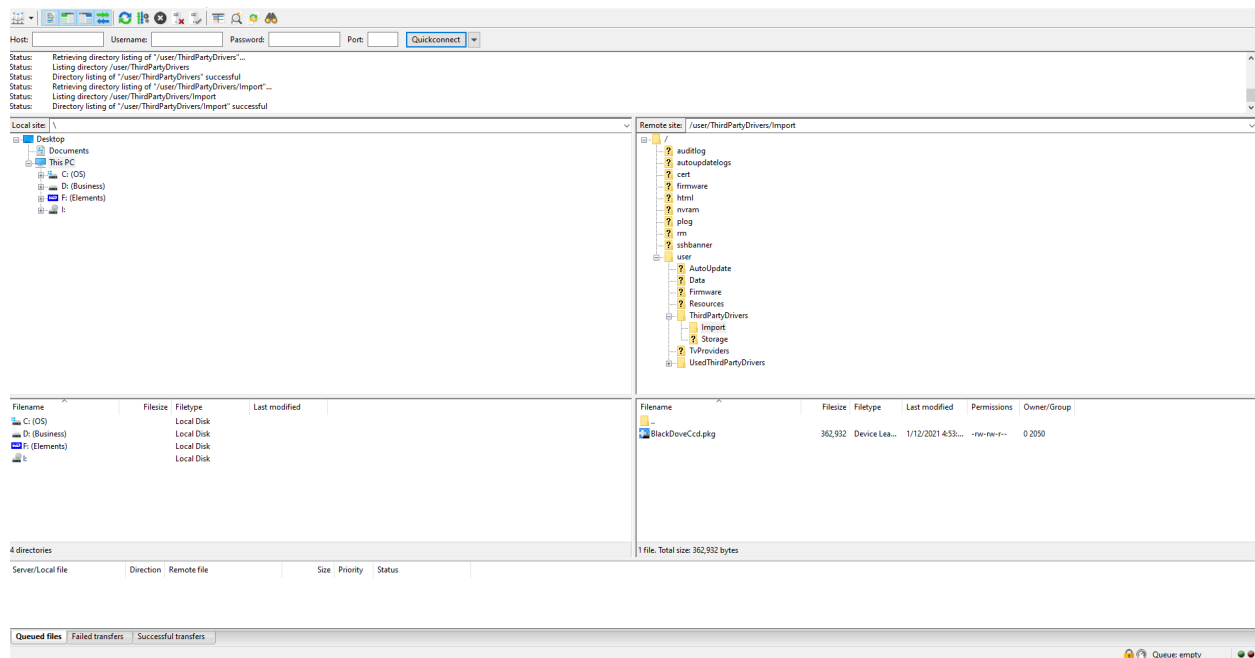 Host: Username: Password: Port: Quickconnect
Status: Retrieving directory listing of "/user/ThirdPartyDrivers"...
Status: Listing directory /user/ThirdPartyDrivers
Status: Directory listing of "/user/ThirdPartyDrivers" successful
Status: Retrieving directory listing of "/user/ThirdPartyDrivers/Import"...
Status: Listing directory /user/ThirdPartyDrivers/Import
Status: Directory listing of "/user/ThirdPartyDrivers/Import" successful
Local site: \
Desktop
Documents
This PC
C: (OS)
D: (Business)
F: (Elements)
I:
Remote site: /user/ThirdPartyDrivers/Import
/
auditlog
autoupdatelogs
cert
firmware
html
nvram
plog
rm
sshbanner
user
AutoUpdate
Data
Firmware
Resources
ThirdPartyDrivers
Import
Storage
TvProviders
UsedThirdPartyDrivers
Filename Filesize Filetype Last modified
C: (OS) Local Disk
D: (Business) Local Disk
F: (Elements) Local Disk
I: Local Disk
4 directories
Filename Filesize Filetype Last modified Permissions Owner/Group
..
BlackDoveCcd.pkg 362,932 Device Lea... 1/12/2021 4:53:... -rw-rw-r-- 0 2050
1 file. Total size: 362,932 bytes
Server/Local file Direction Remote file Size Priority Status
Queued files Failed transfers Successful transfers
Queue: empty